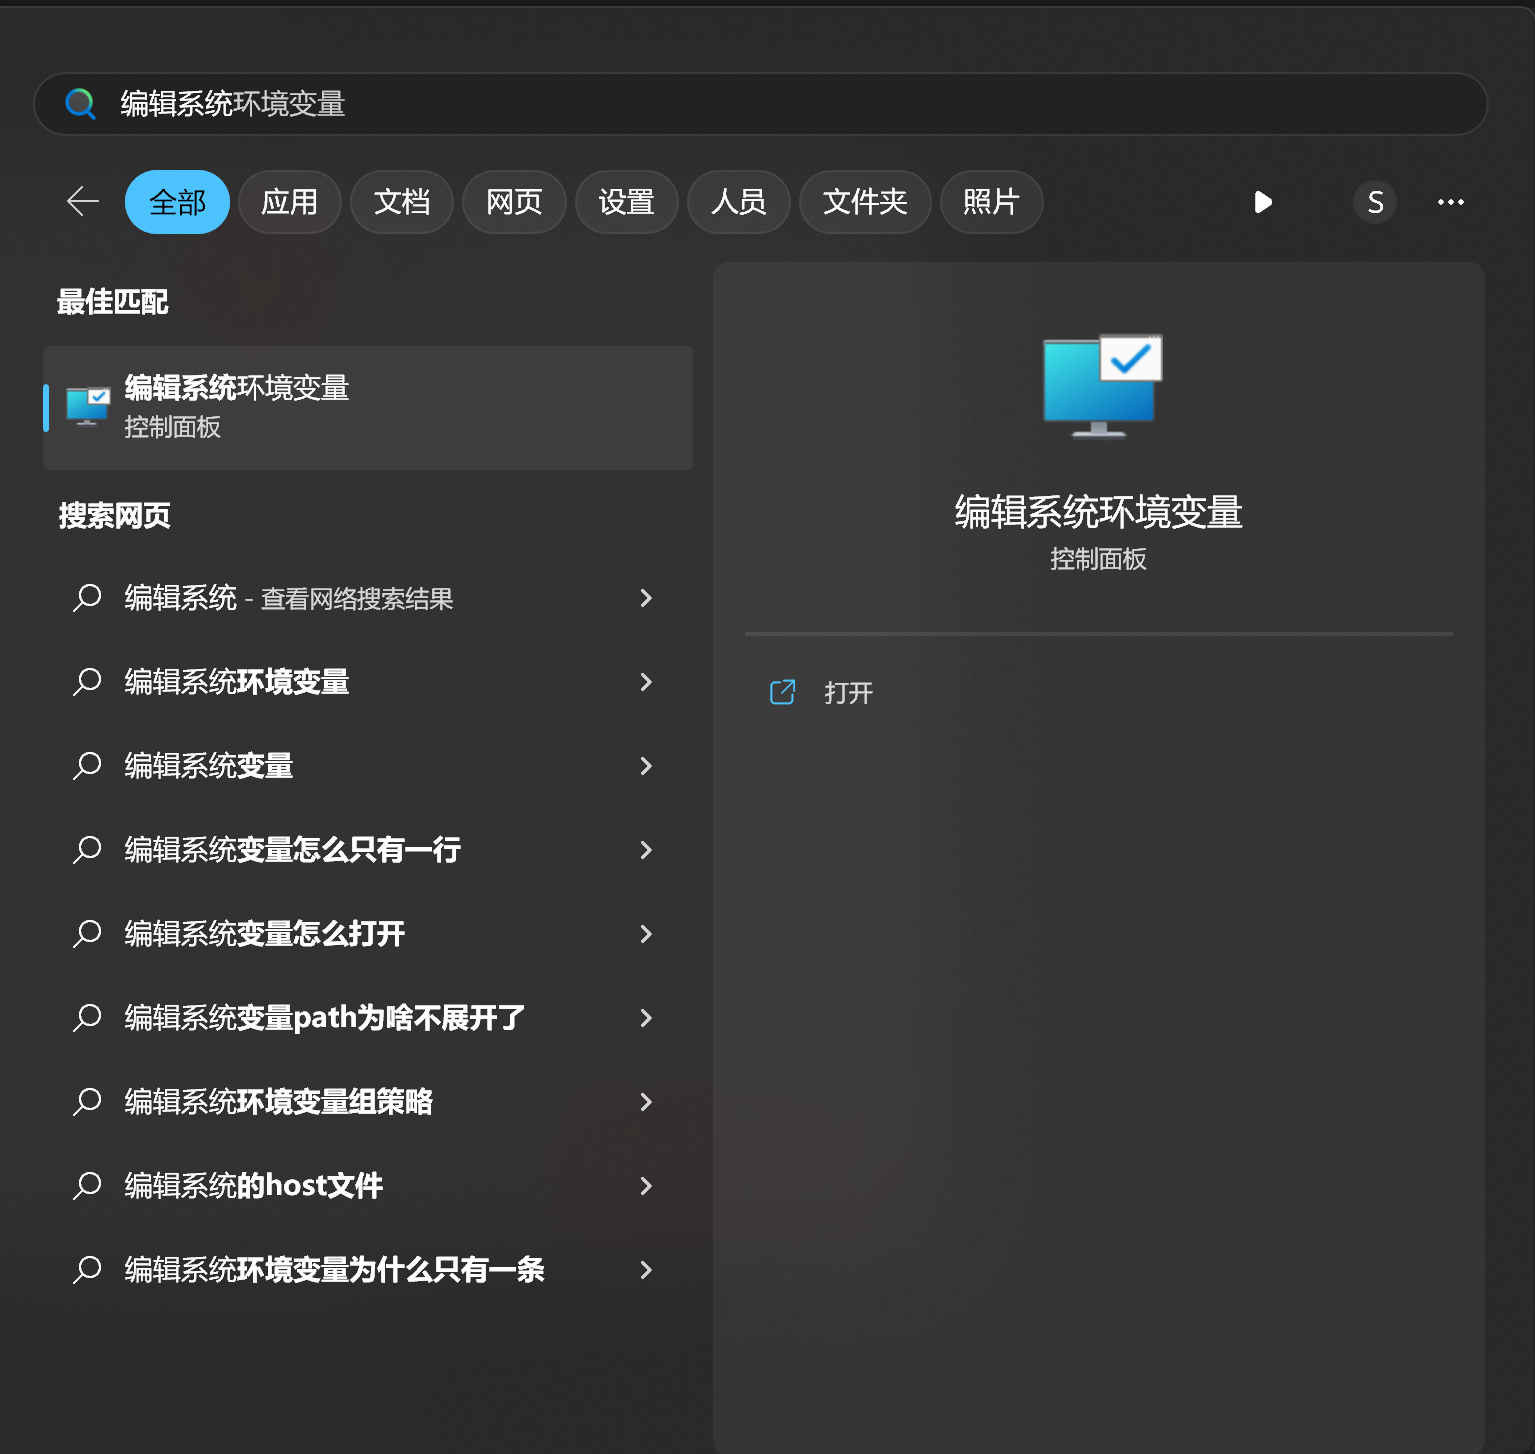 编辑系统环境变量
全部
应用
文档
网页
设置
人员
文件夹
照片
S
最佳匹配
编辑系统环境变量
控制面板
搜索网页
编辑系统 - 查看网络搜索结果
编辑系统环境变量
编辑系统变量
编辑系统变量怎么只有一行
编辑系统变量怎么打开
编辑系统变量path为啥不展开了
编辑系统环境变量组策略
编辑系统的host文件
编辑系统环境变量为什么只有一条
编辑系统环境变量
控制面板
打开